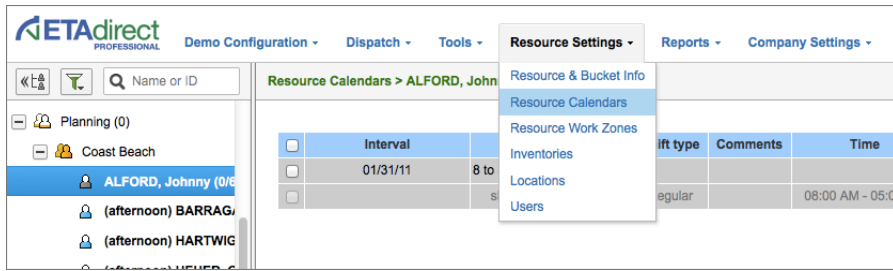 ETAdirect
PROFESSIONAL
Demo Configuration Dispatch Tools Resource Settings Reports Company Settings
Name or ID
Resource Calendars > ALFORD, John
Resource & Bucket Info
Resource Calendars
Resource Work Zones
Inventories
Locations
Users
Planning (0)
Coast Beach
ALFORD, Johnny (0/6
(afternoon) BARRAGA
(afternoon) HARTWIG
Interval ift type Comments Time
01/31/11 8 to
egular 08:00 AM - 05:0